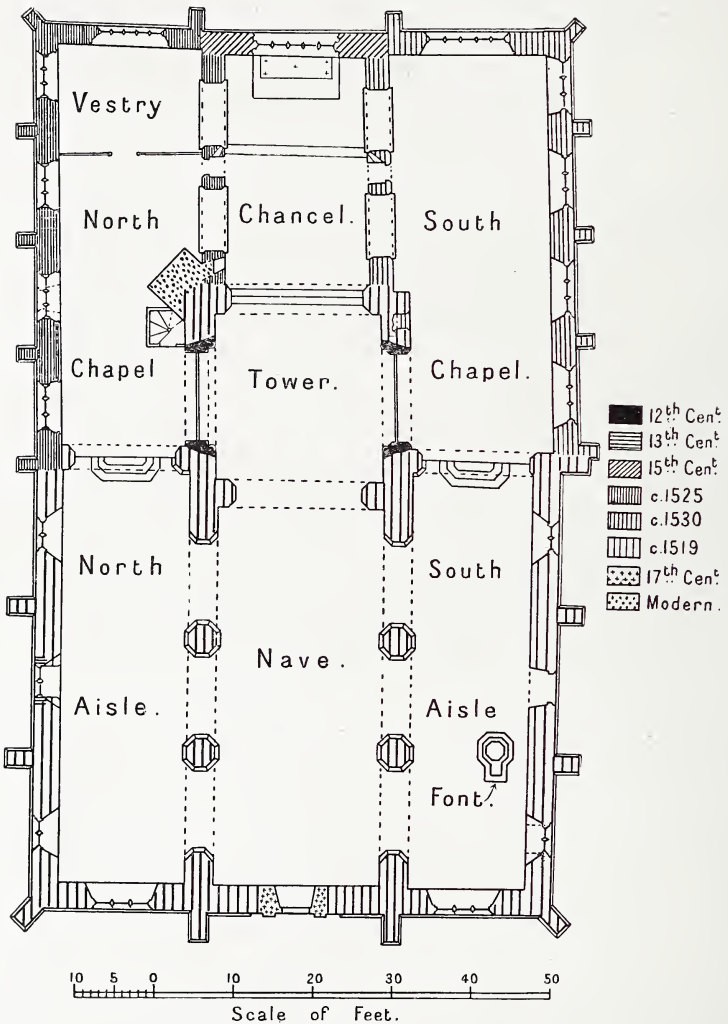 Vestry
North
Chancel.
South
Chapel
Tower.
Chapel.
12th Cent.
13th Cent.
15th Cent.
c.1525
c.1530
c.1519
17th Cent.
Modern.
North
South
Nave.
Aisle.
Aisle
Font.
10 5 0 10 20 30 40 50
Scale of Feet.